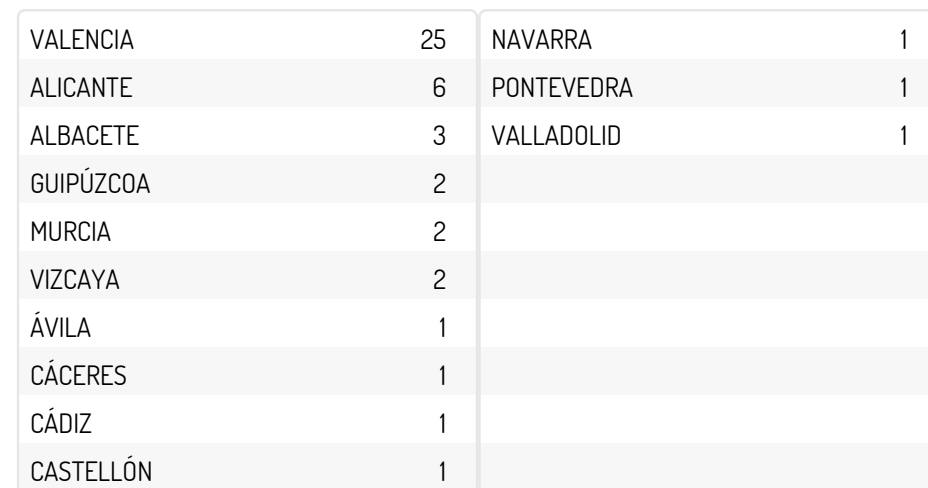 VALENCIA 25
ALICANTE 6
ALBACETE 3
GUIPÚZCOA 2
MURCIA 2
VIZCAYA 2
ÁVILA 1
CÁCERES 1
CÁDIZ 1
CASTELLÓN 1
NAVARRA 1
PONTEVEDRA 1
VALLADOLID 1